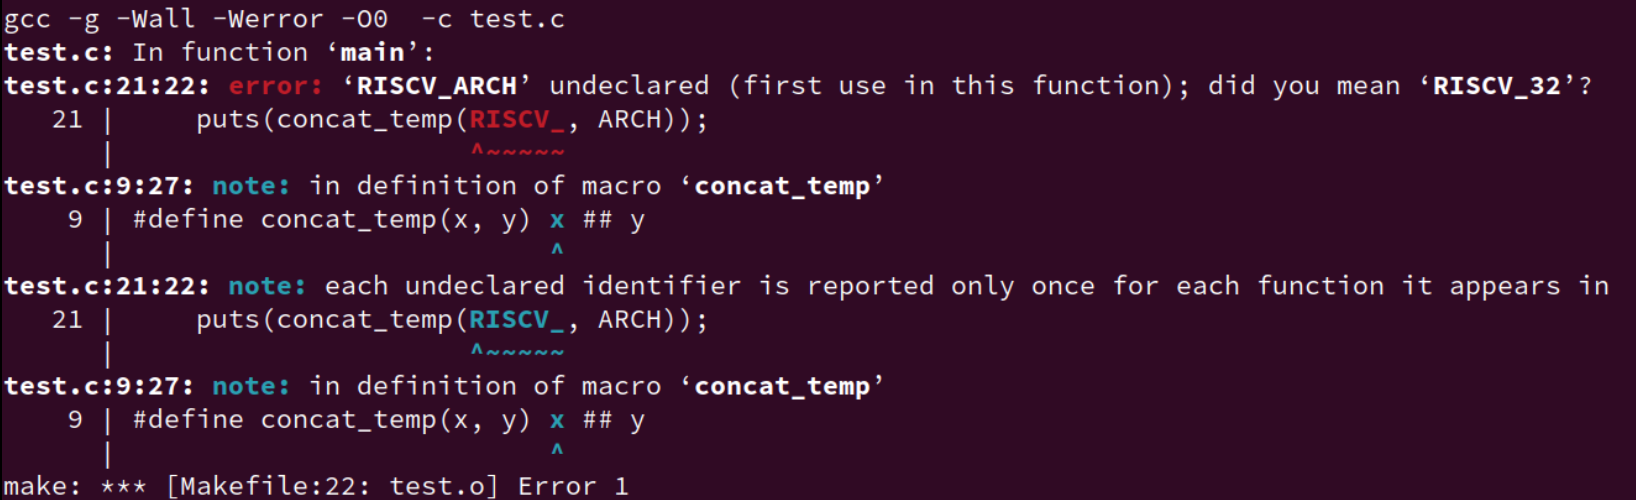 gcc -g -Wall -Werror -O0  -c test.c
test.c: In function ‘main’:
test.c:21:22: error: ‘RISCV_ARCH’ undeclared (first use in this function); did you mean ‘RISCV_32’?
   21 |     puts(concat_temp(RISCV_, ARCH));
      |                      ^~~~~~
test.c:9:27: note: in definition of macro ‘concat_temp’
    9 | #define concat_temp(x, y) x ## y
      |                           ^
test.c:21:22: note: each undeclared identifier is reported only once for each function it appears in
   21 |     puts(concat_temp(RISCV_, ARCH));
      |                      ^~~~~~
test.c:9:27: note: in definition of macro ‘concat_temp’
    9 | #define concat_temp(x, y) x ## y
      |                           ^
make: *** [Makefile:22: test.o] Error 1